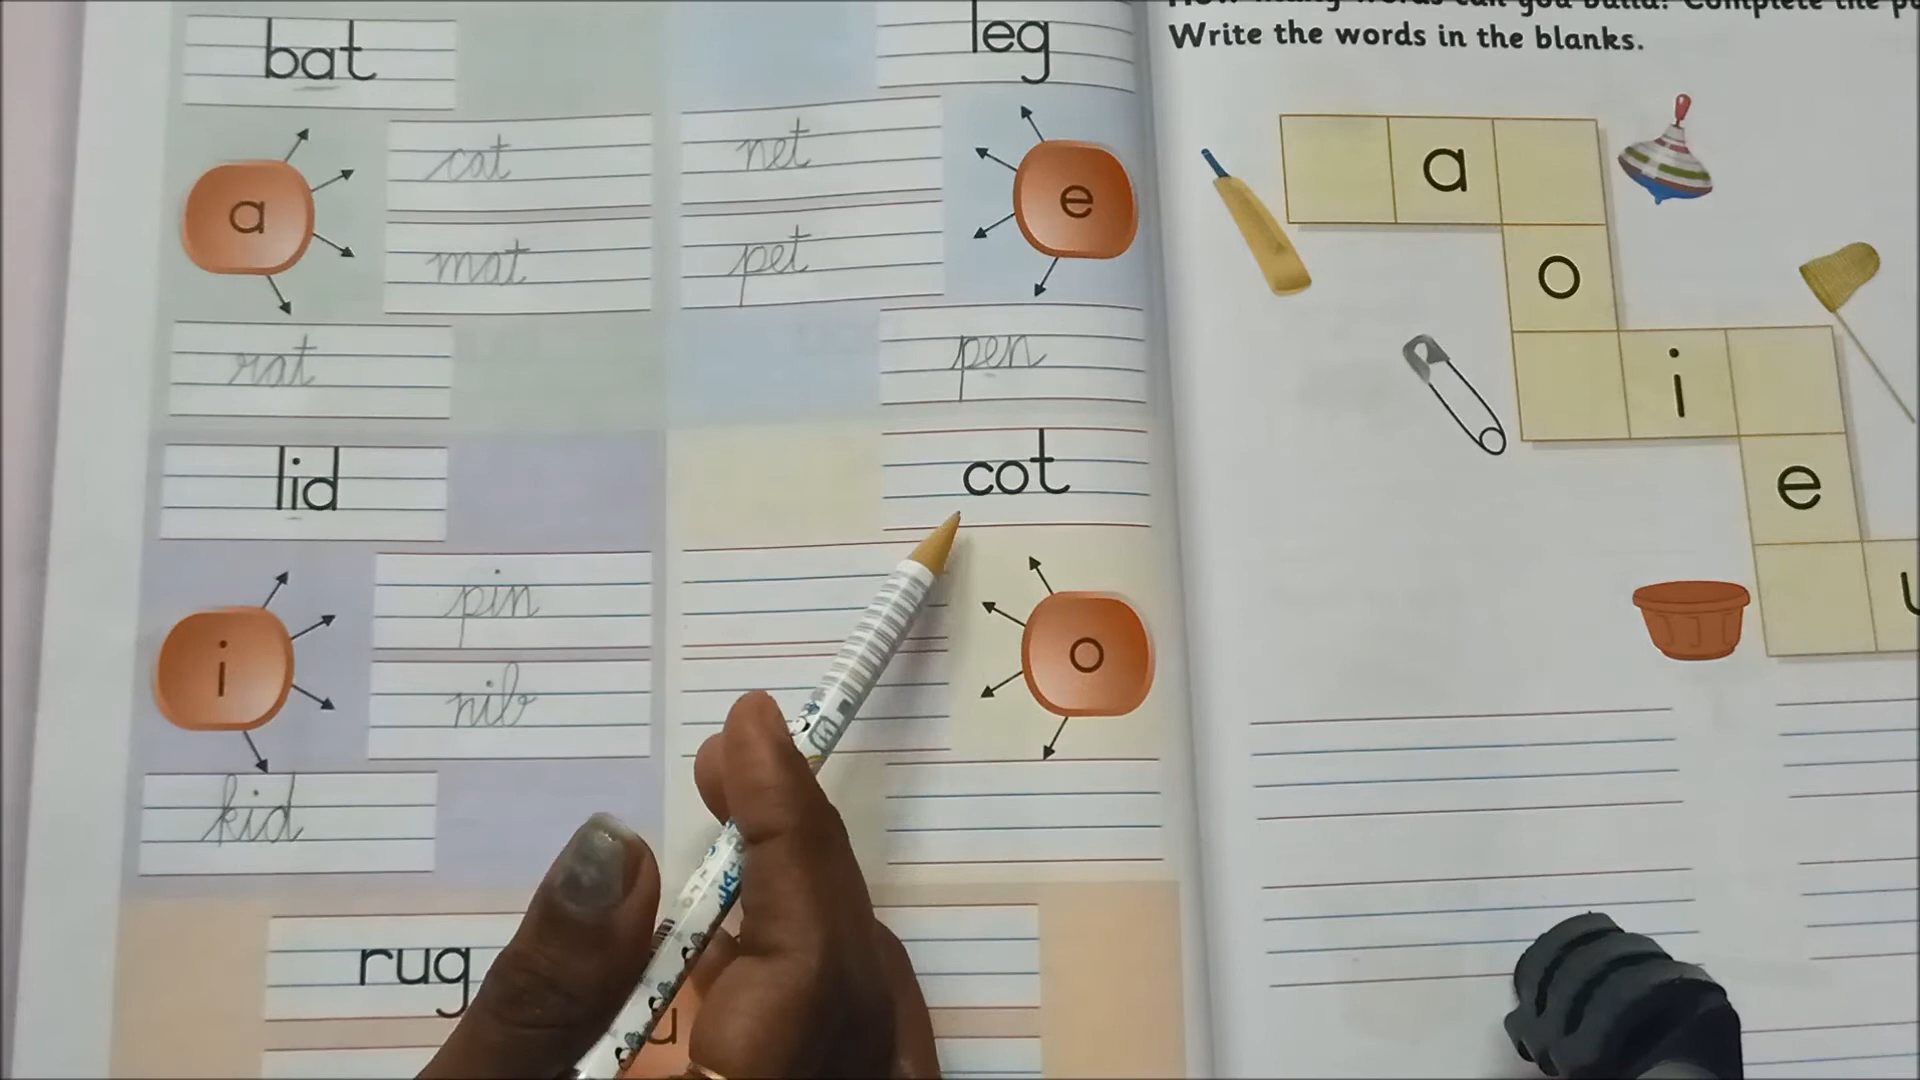 bat
leg
a
cat
net
e
mat
pet
rat
pen
lid
cot
i
pin
o
nib
kid
rug
u
Write the words in the blanks.
a
o
i
e